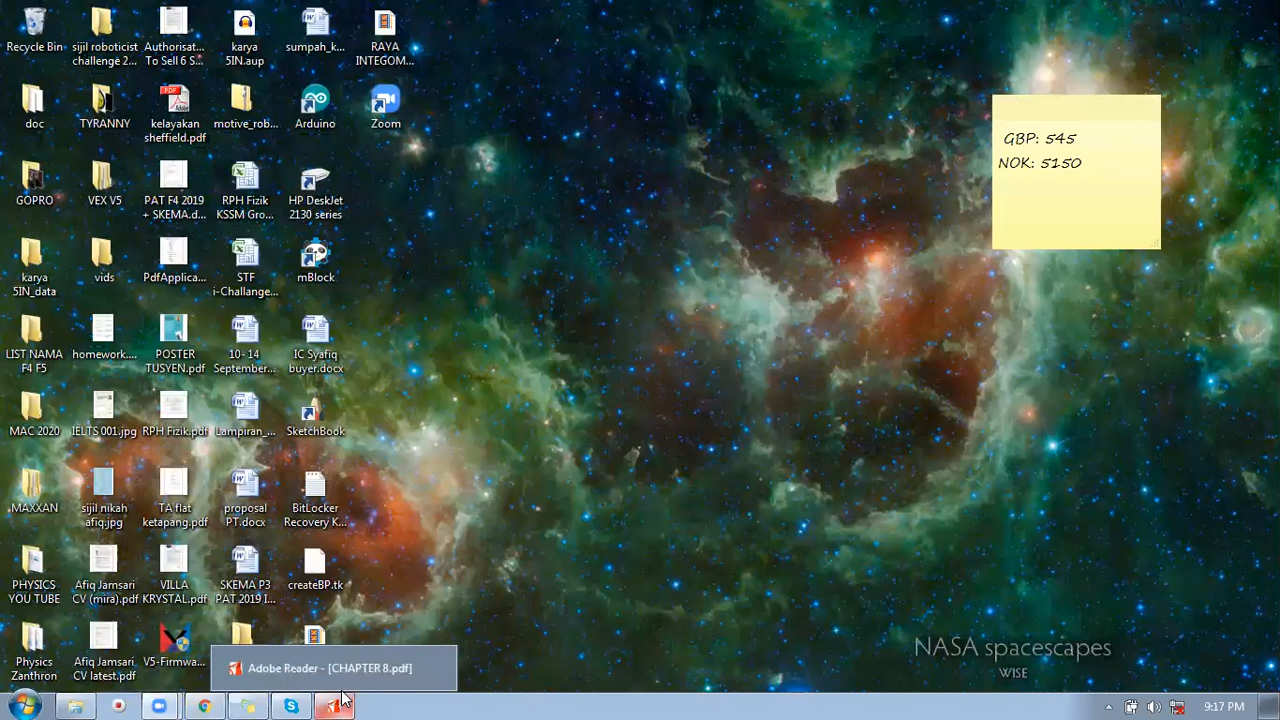 Recycle Bin
sijil roboticist
challenge 2...
Authorisat...
To Sell 6 S...
karya
5IN.aup
sumpah_k...
RAYA
INTEGOM...
doc
TYRANNY
PDF
Adobe
kelayakan
sheffield.pdf
motive_rob...
Arduino
Zoom
GOPRO
VEX V5
PAT F4 2019
+ SKEMA.d...
RPH Fizik
KSSM Gro...
HP DeskJet
2130 series
karya
5IN_data
vids
PdfApplica...
STF
i-Challange...
mBlock
LIST NAMA
F4 F5
homework....
POSTER
TUSYEN.pdf
10- 14
September...
IC Syafiq
buyer.docx
MAC 2020
IELTS 001.jpg
RPH Fizik.pdf
Lampiran_...
SketchBook
MAXXAN
sijil nikah
afiq.jpg
TA flat
ketapang.pdf
proposal
PT.docx
BitLocker
Recovery K...
PHYSICS
YOU TUBE
Afiq Jamsari
CV (mira).pdf
VILLA
KRYSTAL.pdf
SKEMA P3
PAT 2019 I...
createBP.tk
Physics
Zanthron
Afiq Jamsari
CV latest.pdf
V5-Firmwa...
Adobe Reader - [CHAPTER 8.pdf]
GBP: 545
NOK: 5150
NASA spacescapes
WISE
9:17 PM